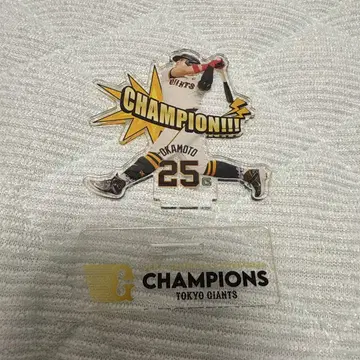 GIANTS
CHAMPION!!!
OKAMOTO
25
G CHAMPIONS
TOKYO GIANTS